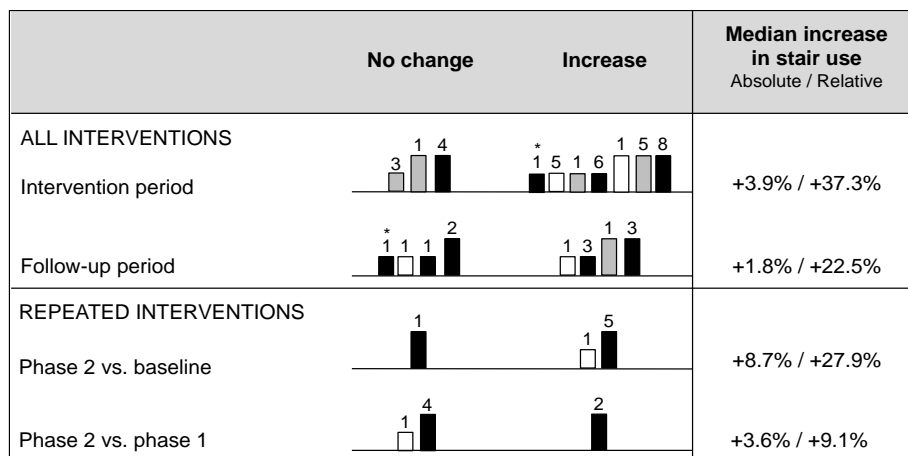 No change Increase Median increase
in stair use
Absolute / Relative
ALL INTERVENTIONS
3 1 4 * 1 5 1 6 1 5 8
Intervention period +3.9% / +37.3%
* 1 1 1 2 1 3 1 3
Follow-up period +1.8% / +22.5%
REPEATED INTERVENTIONS
1 1 5
Phase 2 vs. baseline +8.7% / +27.9%
1 4 2
Phase 2 vs. phase 1 +3.6% / +9.1%